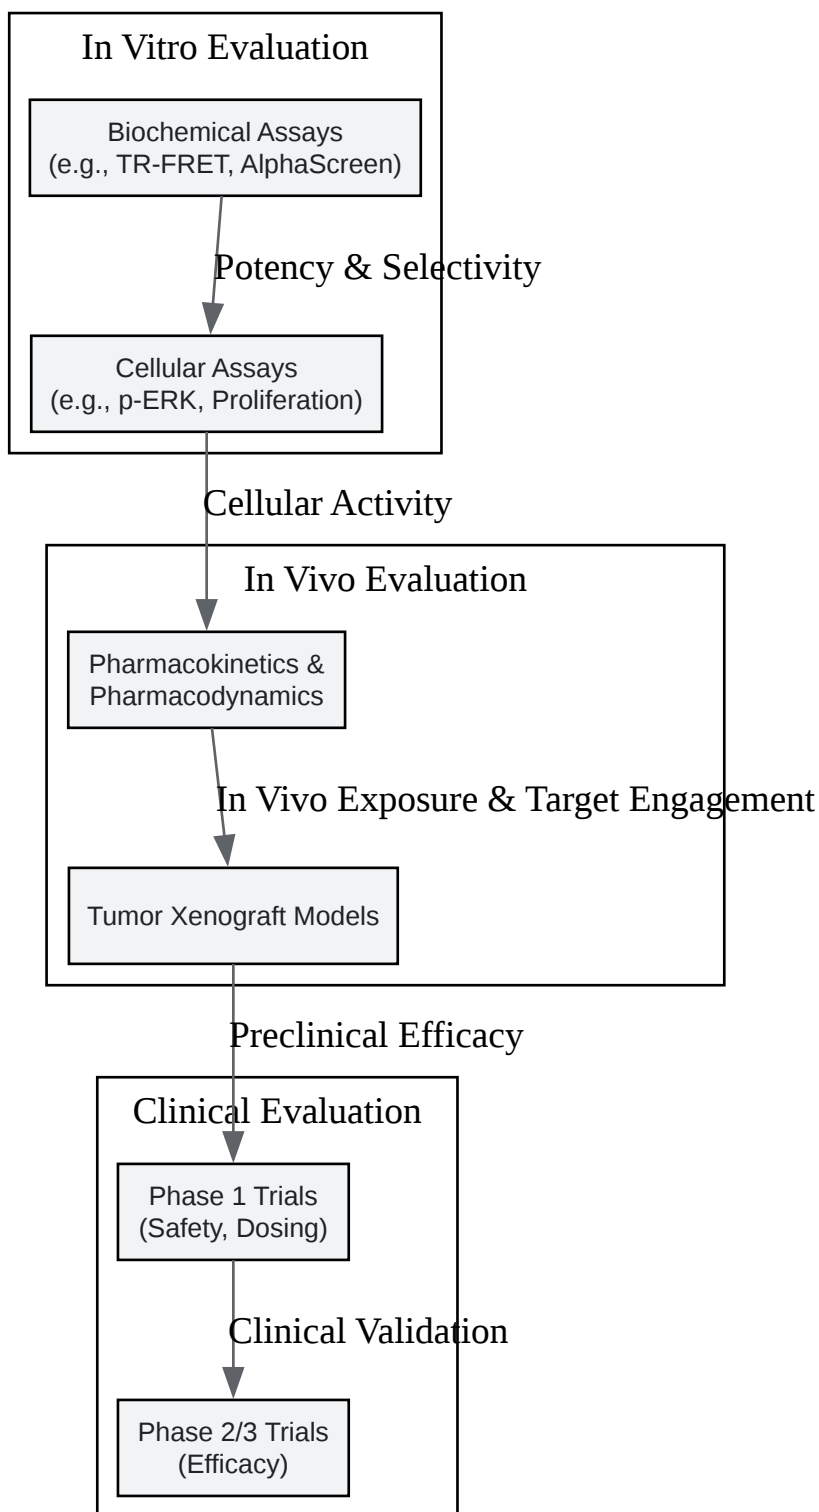 In Vitro Evaluation
Biochemical Assays
(e.g., TR-FRET, AlphaScreen)
Potency & Selectivity
Cellular Assays
(e.g., p-ERK, Proliferation)
Cellular Activity
In Vivo Evaluation
Pharmacokinetics &
Pharmacodynamics
In Vivo Exposure & Target Engagement
Tumor Xenograft Models
Preclinical Efficacy
Clinical Evaluation
Phase 1 Trials
(Safety, Dosing)
Clinical Validation
Phase 2/3 Trials
(Efficacy)